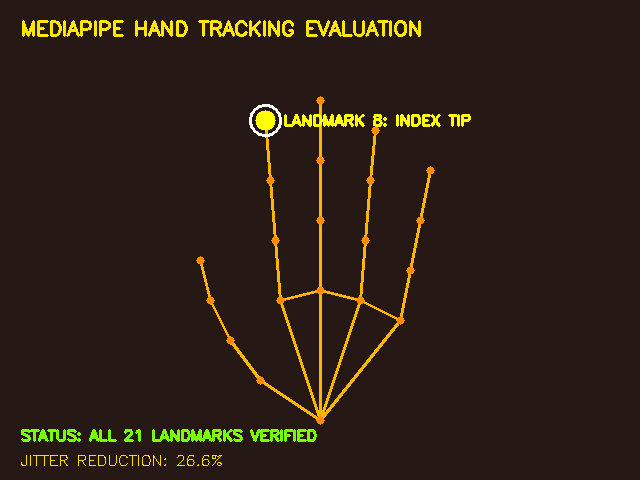 MEDIAPIPE HAND TRACKING EVALUATION
LANDMARK 8: INDEX TIP
STATUS: ALL 21 LANDMARKS VERIFIED
JITTER REDUCTION: 26.6%